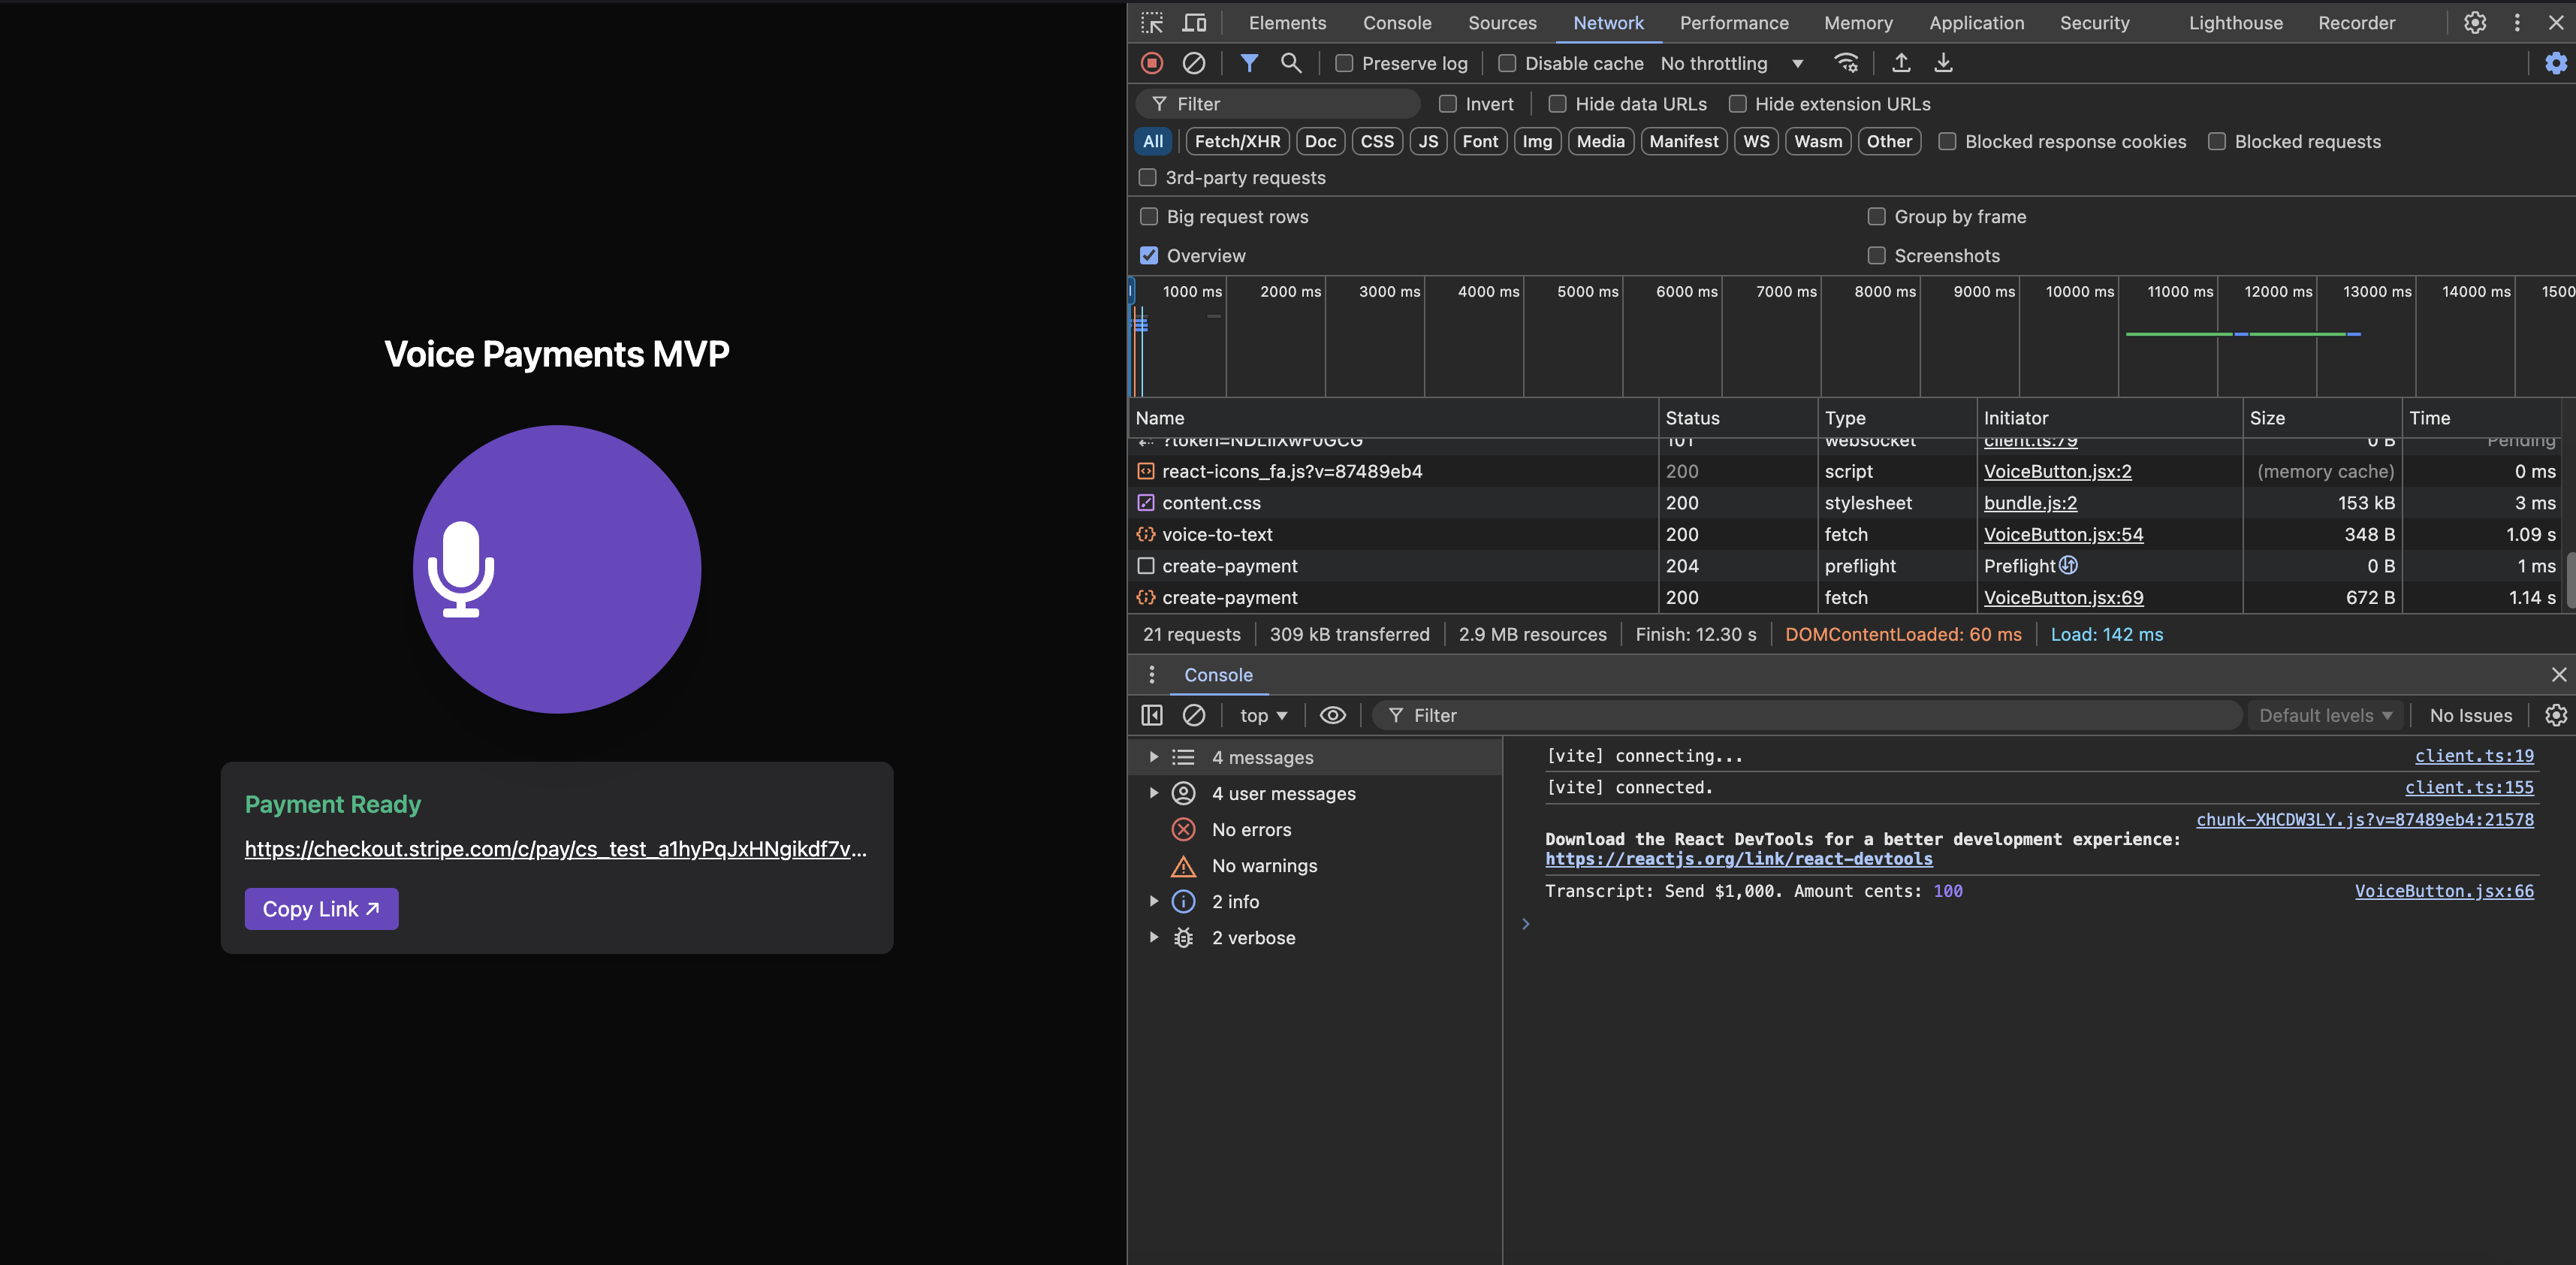 Voice Payments MVP
Payment Ready
https://checkout.stripe.com/c/pay/cs_test_a1hyPqJxHNgikdf7v...
Copy Link ↗
Elements Console Sources Network Performance Memory Application Security Lighthouse Recorder
Preserve log Disable cache No throttling
Filter Invert Hide data URLs Hide extension URLs
All Fetch/XHR Doc CSS JS Font Img Media Manifest WS Wasm Other Blocked response cookies Blocked requests
3rd-party requests
Big request rows Group by frame
Overview Screenshots
1000 ms 2000 ms 3000 ms 4000 ms 5000 ms 6000 ms 7000 ms 8000 ms 9000 ms 10000 ms 11000 ms 12000 ms 13000 ms 14000 ms 1500
Name Status Type Initiator Size Time
101 websocket client.ts:79 0 B Pending
react-icons_fa.js?v=87489eb4 200 script VoiceButton.jsx:2 (memory cache) 0 ms
content.css 200 stylesheet bundle.js:2 153 kB 3 ms
voice-to-text 200 fetch VoiceButton.jsx:54 348 B 1.09 s
create-payment 204 preflight Preflight 0 B 1 ms
create-payment 200 fetch VoiceButton.jsx:69 672 B 1.14 s
21 requests 309 kB transferred 2.9 MB resources Finish: 12.30 s DOMContentLoaded: 60 ms Load: 142 ms
Console
top Filter Default levels No Issues
4 messages
4 user messages
No errors
No warnings
2 info
2 verbose
[vite] connecting... client.ts:19
[vite] connected. client.ts:155
chunk-XHCDW3LY.js?v=87489eb4:21578
Download the React DevTools for a better development experience:
https://reactjs.org/link/react-devtools
Transcript: Send $1,000. Amount cents: 100 VoiceButton.jsx:66